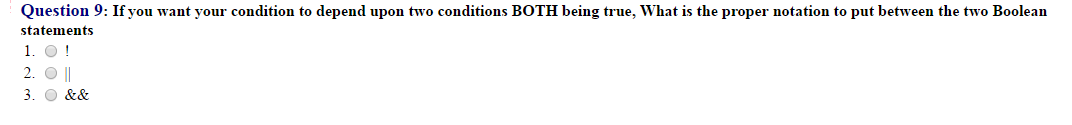 Question 9: If you want your condition to depend upon two conditions BOTH being true, What is the proper notation to put between the two Boolean
statements
1. !
2. ||
3. &&